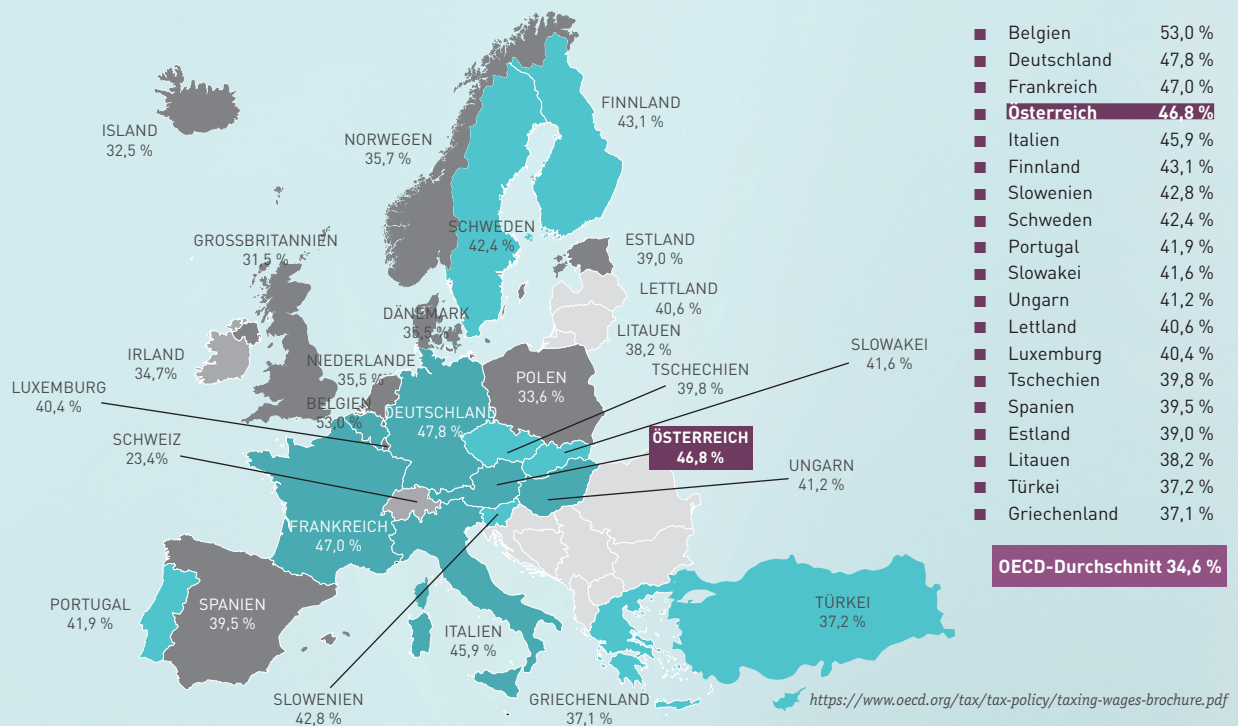 ISLAND
32,5 %
NORWEGEN
35,7 %
FINNLAND
43,1 %
SCHWEDEN
42,4 %
GROSSBRITANNIEN
31,5 %
ESTLAND
39,0 %
LETTLAND
40,6 %
LITAUEN
38,2 %
DÄNEMARK
35,5 %
IRLAND
34,7%
NIEDERLANDE
35,5 %
LUXEMBURG
40,4 %
BELGIEN
53,0 %
DEUTSCHLAND
47,8 %
POLEN
33,6 %
TSCHECHIEN
39,8 %
SLOWAKEI
41,6 %
SCHWEIZ
23,4%
ÖSTERREICH
46,8 %
UNGARN
41,2 %
FRANKREICH
47,0 %
PORTUGAL
41,9 %
SPANIEN
39,5 %
ITALIEN
45,9 %
SLOWENIEN
42,8 %
GRIECHENLAND
37,1 %
TÜRKEI
37,2 %
Belgien 53,0 %
Deutschland 47,8 %
Frankreich 47,0 %
Österreich 46,8 %
Italien 45,9 %
Finnland 43,1 %
Slowenien 42,8 %
Schweden 42,4 %
Portugal 41,9 %
Slowakei 41,6 %
Ungarn 41,2 %
Lettland 40,6 %
Luxemburg 40,4 %
Tschechien 39,8 %
Spanien 39,5 %
Estland 39,0 %
Litauen 38,2 %
Türkei 37,2 %
Griechenland 37,1 %
OECD-Durchschnitt 34,6 %
https://www.oecd.org/tax/tax-policy/taxing-wages-brochure.pdf